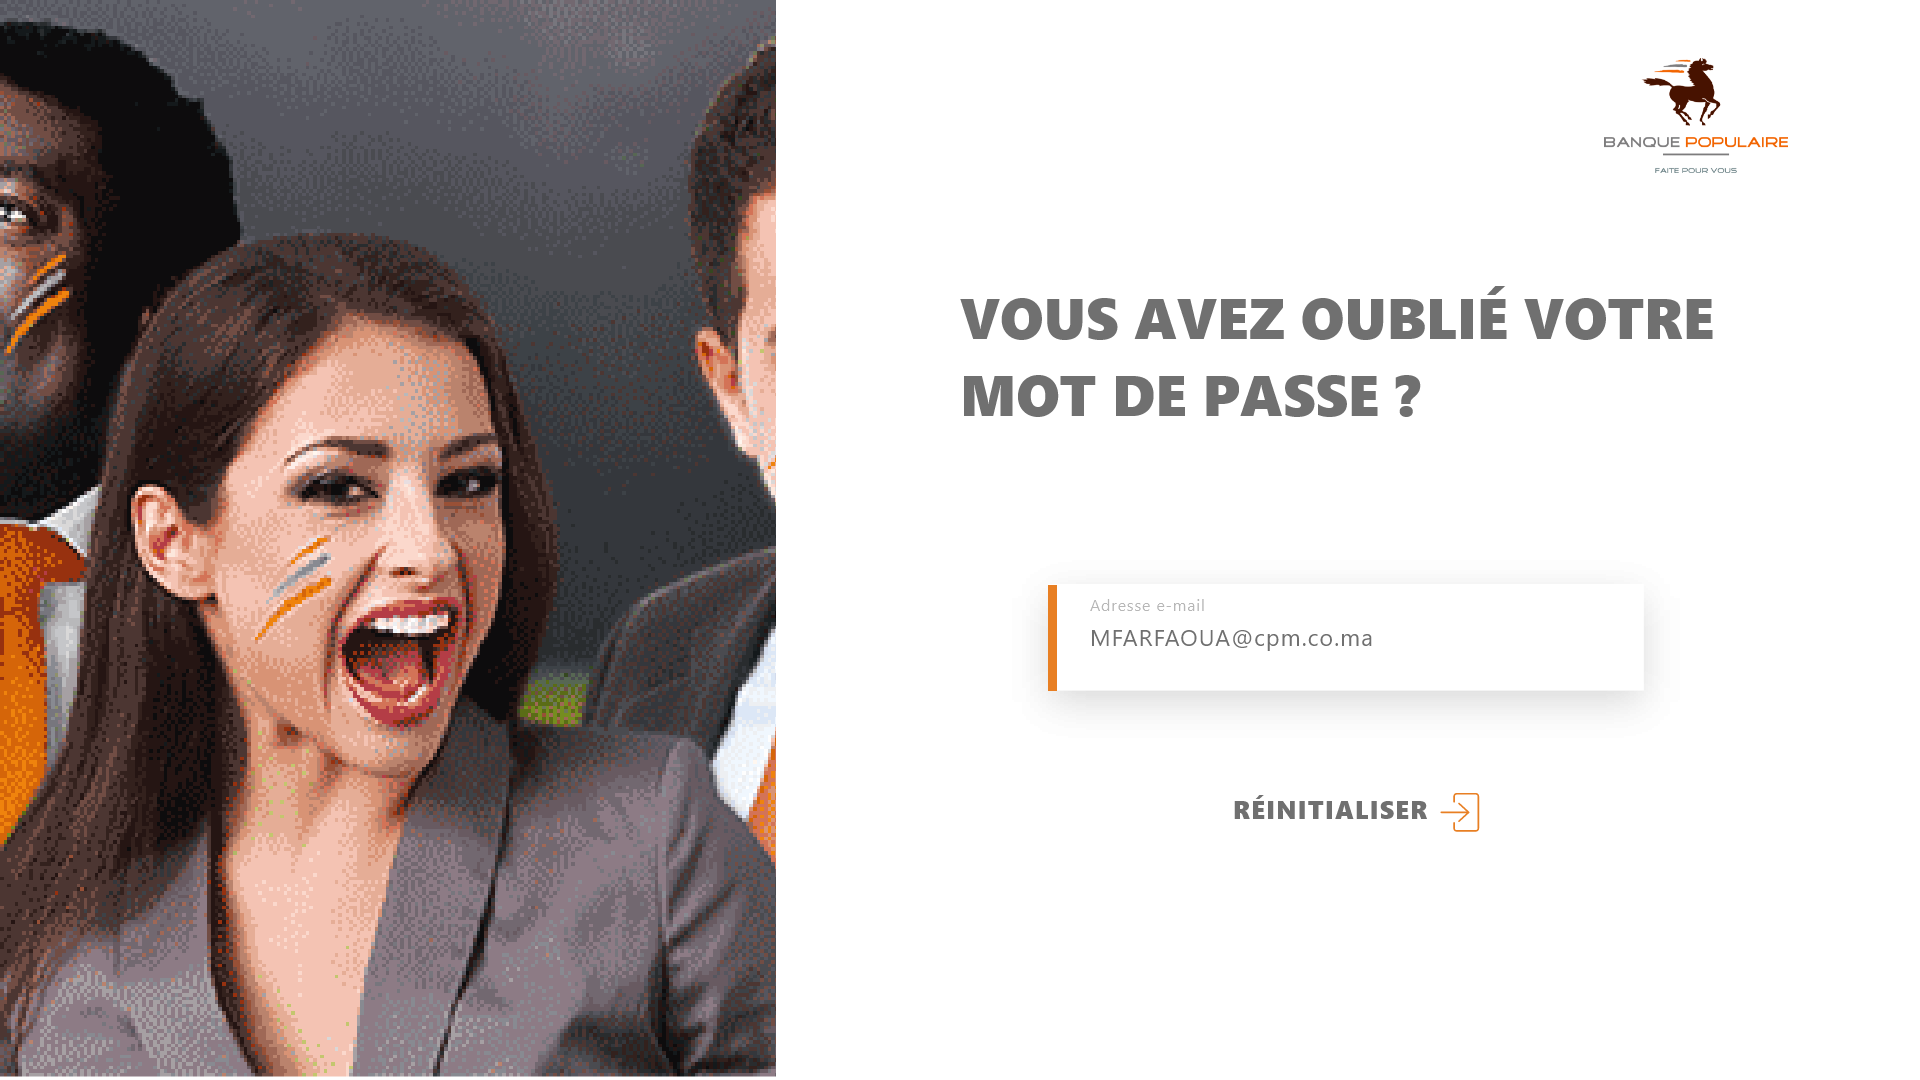 BANQUE POPULAIRE
FAITE POUR VOUS
VOUS AVEZ OUBLIÉ VOTRE
MOT DE PASSE ?
Adresse e-mail
MFARFAOUA@cpm.co.ma
RÉINITIALISER